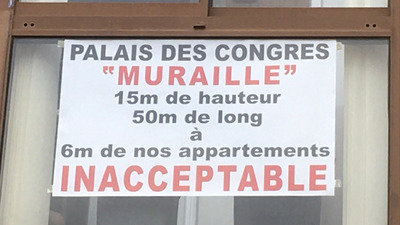 PALAIS DES CONGRES
"MURAILLE"
15m de hauteur
50m de long
à
6m de nos appartements
INACCEPTABLE